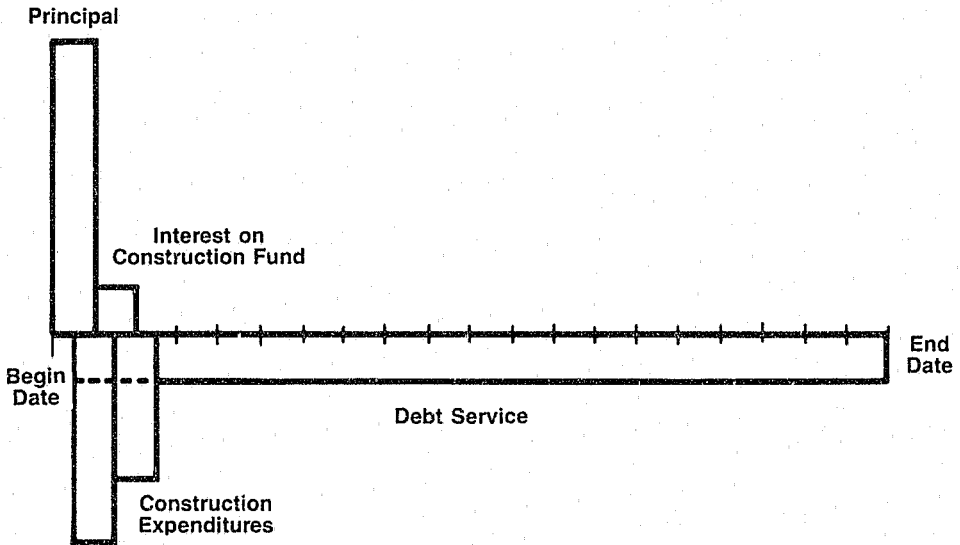 Principal
Interest on
Construction Fund
Begin
Date
End
Date
Debt Service
Construction
Expenditures